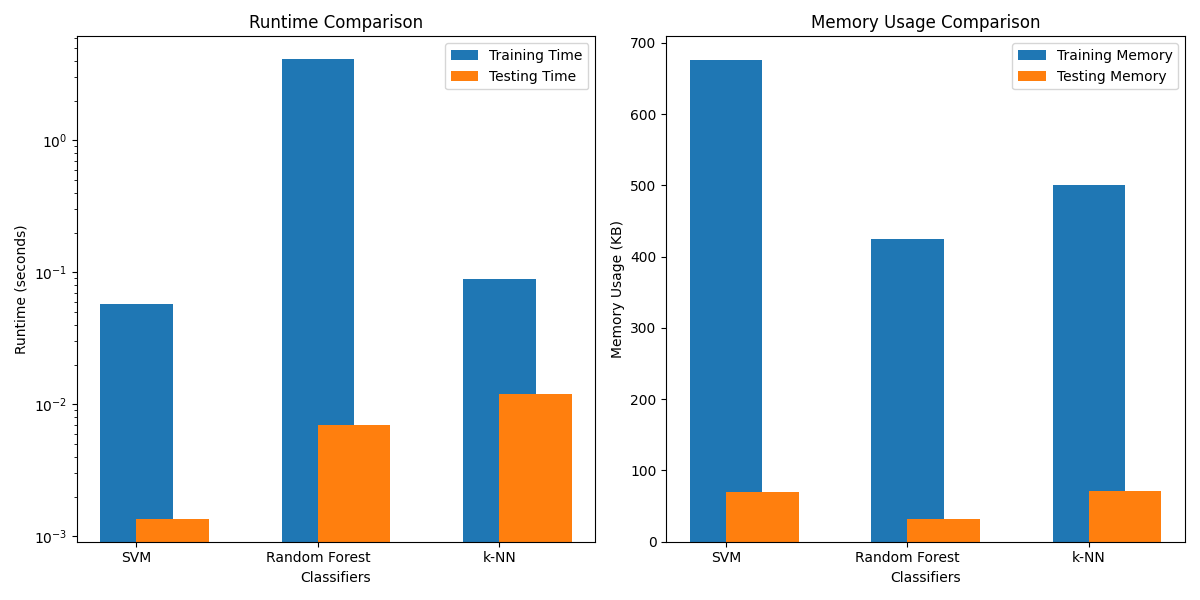 Runtime Comparison
Training Time
Testing Time
10⁰
10⁻¹
10⁻²
10⁻³
Runtime (seconds)
SVM Random Forest k-NN
Classifiers
Memory Usage Comparison
Training Memory
Testing Memory
700
600
500
400
300
200
100
0
Memory Usage (KB)
SVM Random Forest k-NN
Classifiers